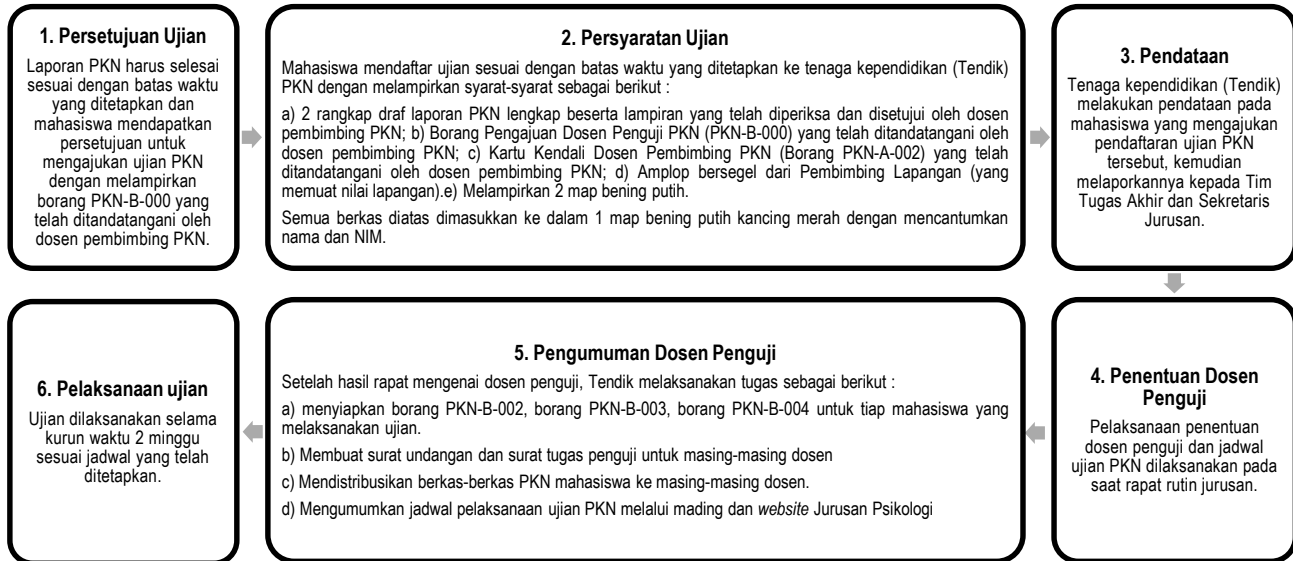 1. Persetujuan Ujian
Laporan PKN harus selesai
sesuai dengan batas waktu
yang ditetapkan dan
mahasiswa mendapatkan
persetujuan untuk
mengajukan ujian PKN
dengan melampirkan
borang PKN-B-000 yang
telah ditandatangani oleh
dosen pembimbing PKN.
2. Persyaratan Ujian
Mahasiswa mendaftar ujian sesuai dengan batas waktu yang ditetapkan ke tenaga kependidikan (Tendik)
PKN dengan melampirkan syarat-syarat sebagai berikut :
a) 2 rangkap draf laporan PKN lengkap beserta lampiran yang telah diperiksa dan disetujui oleh dosen
pembimbing PKN; b) Borang Pengajuan Dosen Penguji PKN (PKN-B-000) yang telah ditandatangani oleh
dosen pembimbing PKN; c) Kartu Kendali Dosen Pembimbing PKN (Borang PKN-A-002) yang telah
ditandatangani oleh dosen pembimbing PKN; d) Amplop bersegel dari Pembimbing Lapangan (yang
memuat nilai lapangan).e) Melampirkan 2 map bening putih.
Semua berkas diatas dimasukkan ke dalam 1 map bening putih kancing merah dengan mencantumkan
nama dan NIM.
3. Pendataan
Tenaga kependidikan (Tendik)
melakukan pendataan pada
mahasiswa yang mengajukan
pendaftaran ujian PKN
tersebut, kemudian
melaporkannya kepada Tim
Tugas Akhir dan Sekretaris
Jurusan.
4. Penentuan Dosen
Penguji
Pelaksanaan penentuan
dosen penguji dan jadwal
ujian PKN dilaksanakan pada
saat rapat rutin jurusan.
5. Pengumuman Dosen Penguji
Setelah hasil rapat mengenai dosen penguji, Tendik melaksanakan tugas sebagai berikut :
a) menyiapkan borang PKN-B-002, borang PKN-B-003, borang PKN-B-004 untuk tiap mahasiswa yang
melaksanakan ujian.
b) Membuat surat undangan dan surat tugas penguji untuk masing-masing dosen
c) Mendistribusikan berkas-berkas PKN mahasiswa ke masing-masing dosen.
d) Mengumumkan jadwal pelaksanaan ujian PKN melalui mading dan website Jurusan Psikologi
6. Pelaksanaan ujian
Ujian dilaksanakan selama
kurun waktu 2 minggu
sesuai jadwal yang telah
ditetapkan.